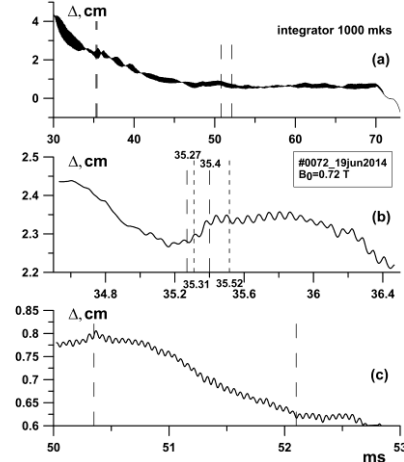 Δ, cm
integrator 1000 mks
(a)
4
2
0
30 40 50 60 70
Δ, cm
35.27
35.4
#0072_19jun2014
B0=0.72 T
2.5
2.4
2.3
2.2
(b)
35.31
35.52
34.8 35.2 35.6 36 36.4
Δ, cm
0.85
0.8
0.75
0.7
0.65
0.6
(c)
50 51 52 53
ms